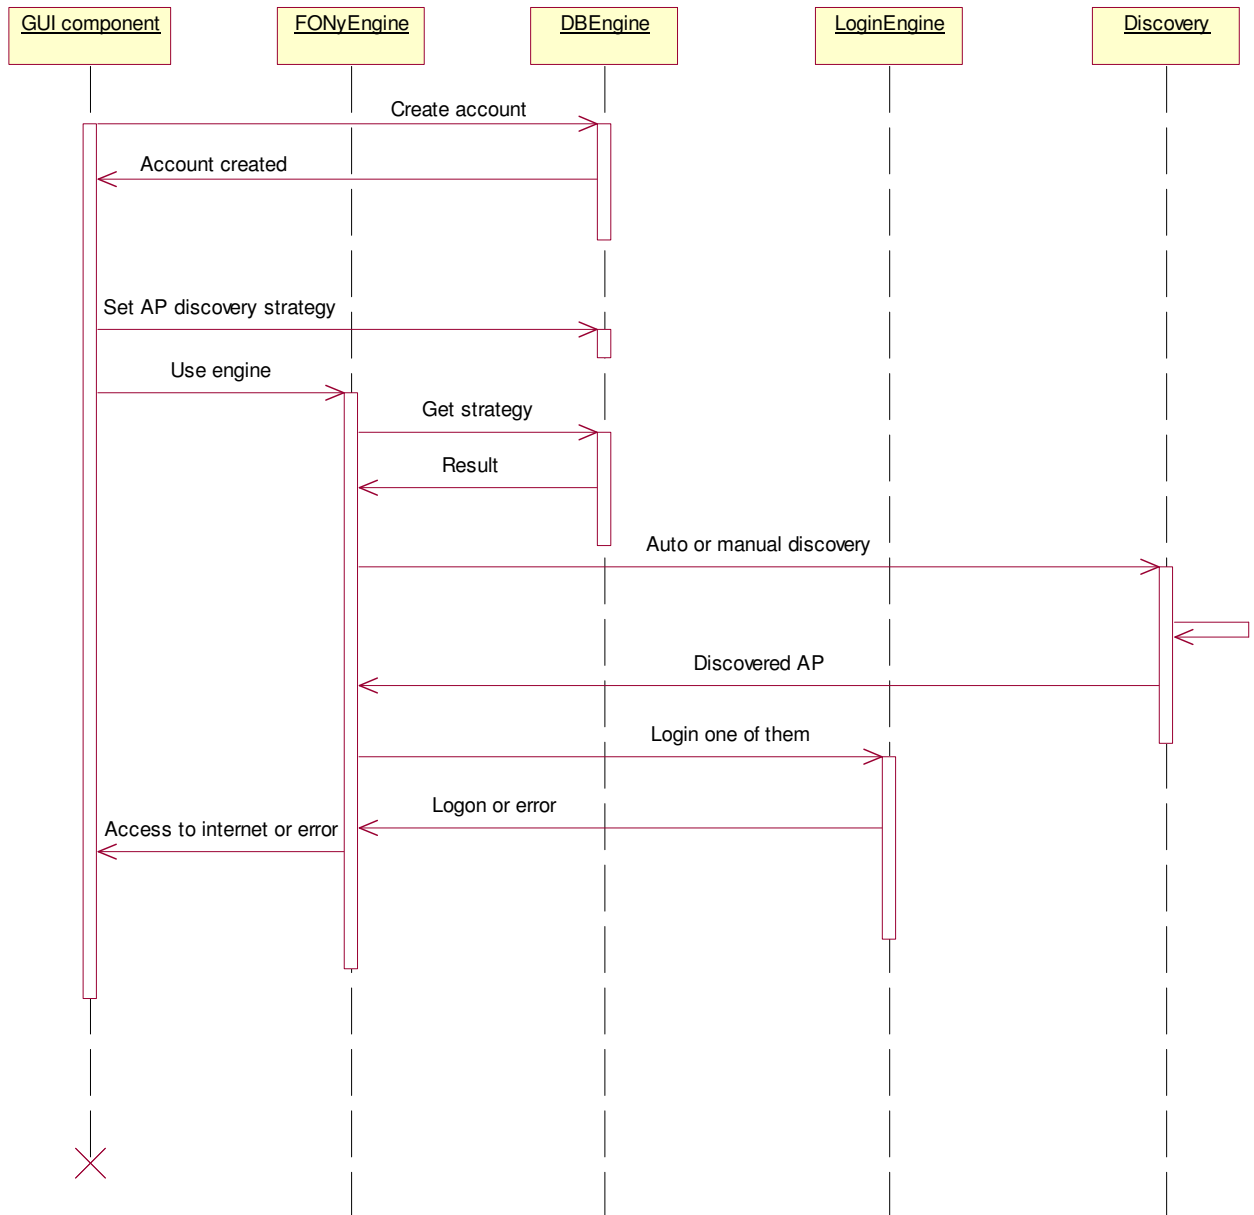 GUI component
FONyEngine
DBEngine
LoginEngine
Discovery
Create account
Account created
Set AP discovery strategy
Use engine
Get strategy
Result
Auto or manual discovery
Discovered AP
Login one of them
Logon or error
Access to internet or error